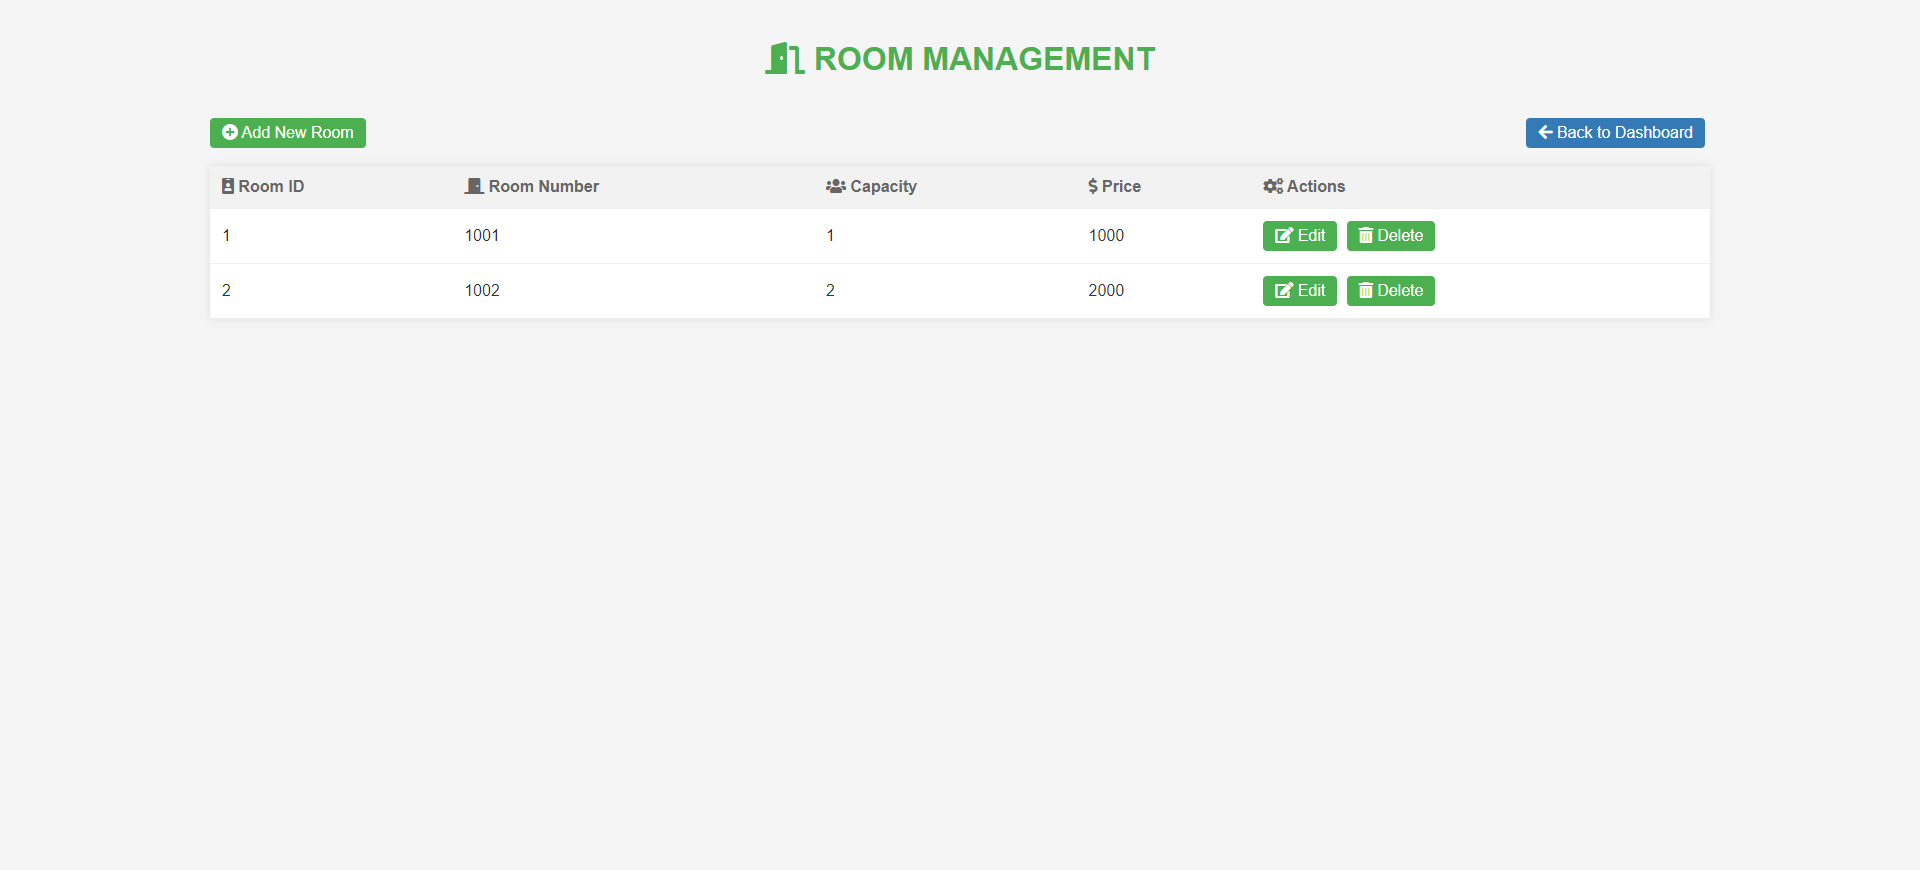 ROOM MANAGEMENT
Add New Room Back to Dashboard
Room ID Room Number Capacity $ Price Actions
1 1001 1 1000 Edit Delete
2 1002 2 2000 Edit Delete